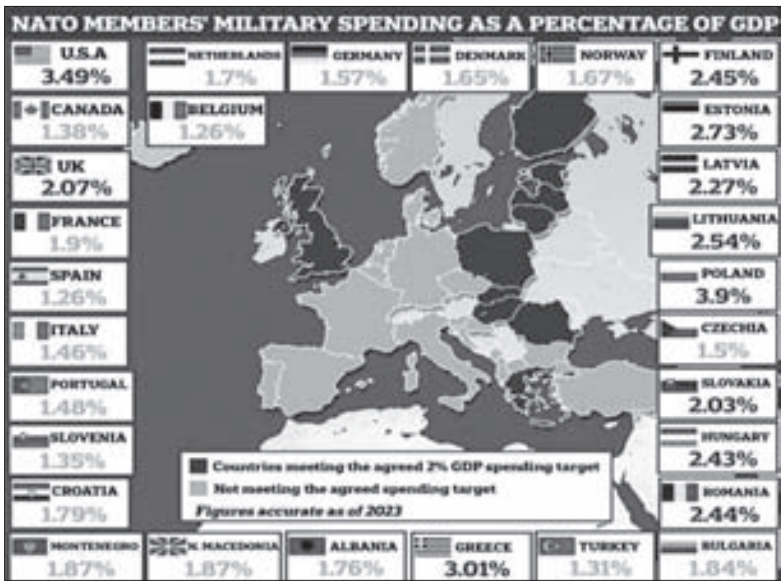 NATO MEMBERS' MILITARY SPENDING AS A PERCENTAGE OF GDP
U.S.A
3.49%
NETHERLANDS
1.7%
GERMANY
1.57%
DENMARK
1.65%
NORWAY
1.67%
FINLAND
2.45%
CANADA
1.38%
BELGIUM
1.26%
ESTONIA
2.73%
UK
2.07%
LATVIA
2.27%
FRANCE
1.9%
LITHUANIA
2.54%
SPAIN
1.26%
POLAND
3.9%
ITALY
1.46%
CZECHIA
1.5%
PORTUGAL
1.48%
SLOVAKIA
2.03%
SLOVENIA
1.35%
HUNGARY
2.43%
CROATIA
1.79%
ROMANIA
2.44%
Countries meeting the agreed 2% GDP spending target
Not meeting the agreed spending target
Figures accurate as of 2023
MONTENEGRO
1.87%
N. MACEDONIA
1.87%
ALBANIA
1.76%
GREECE
3.01%
TURKEY
1.31%
BULGARIA
1.84%